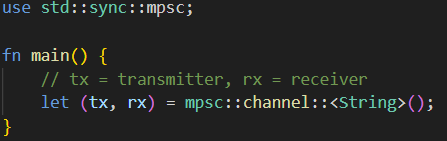 use std::sync::mpsc;

fn main() {
    // tx = transmitter, rx = receiver
    let (tx, rx) = mpsc::channel::<String>();
}